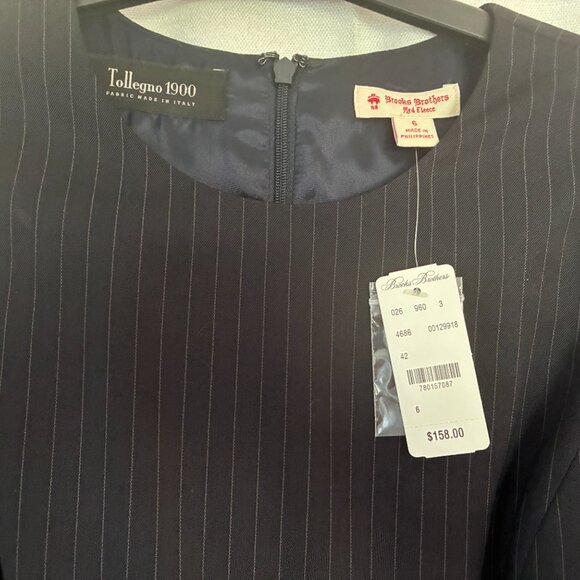 Tollegno 1900
FABRIC MADE IN ITALY
Brooks Brothers
Red Fleece
6
MADE IN
PHILIPPINES
Brooks Brothers
026 960 3
4686 00129918
42
780157087
6
$158.00